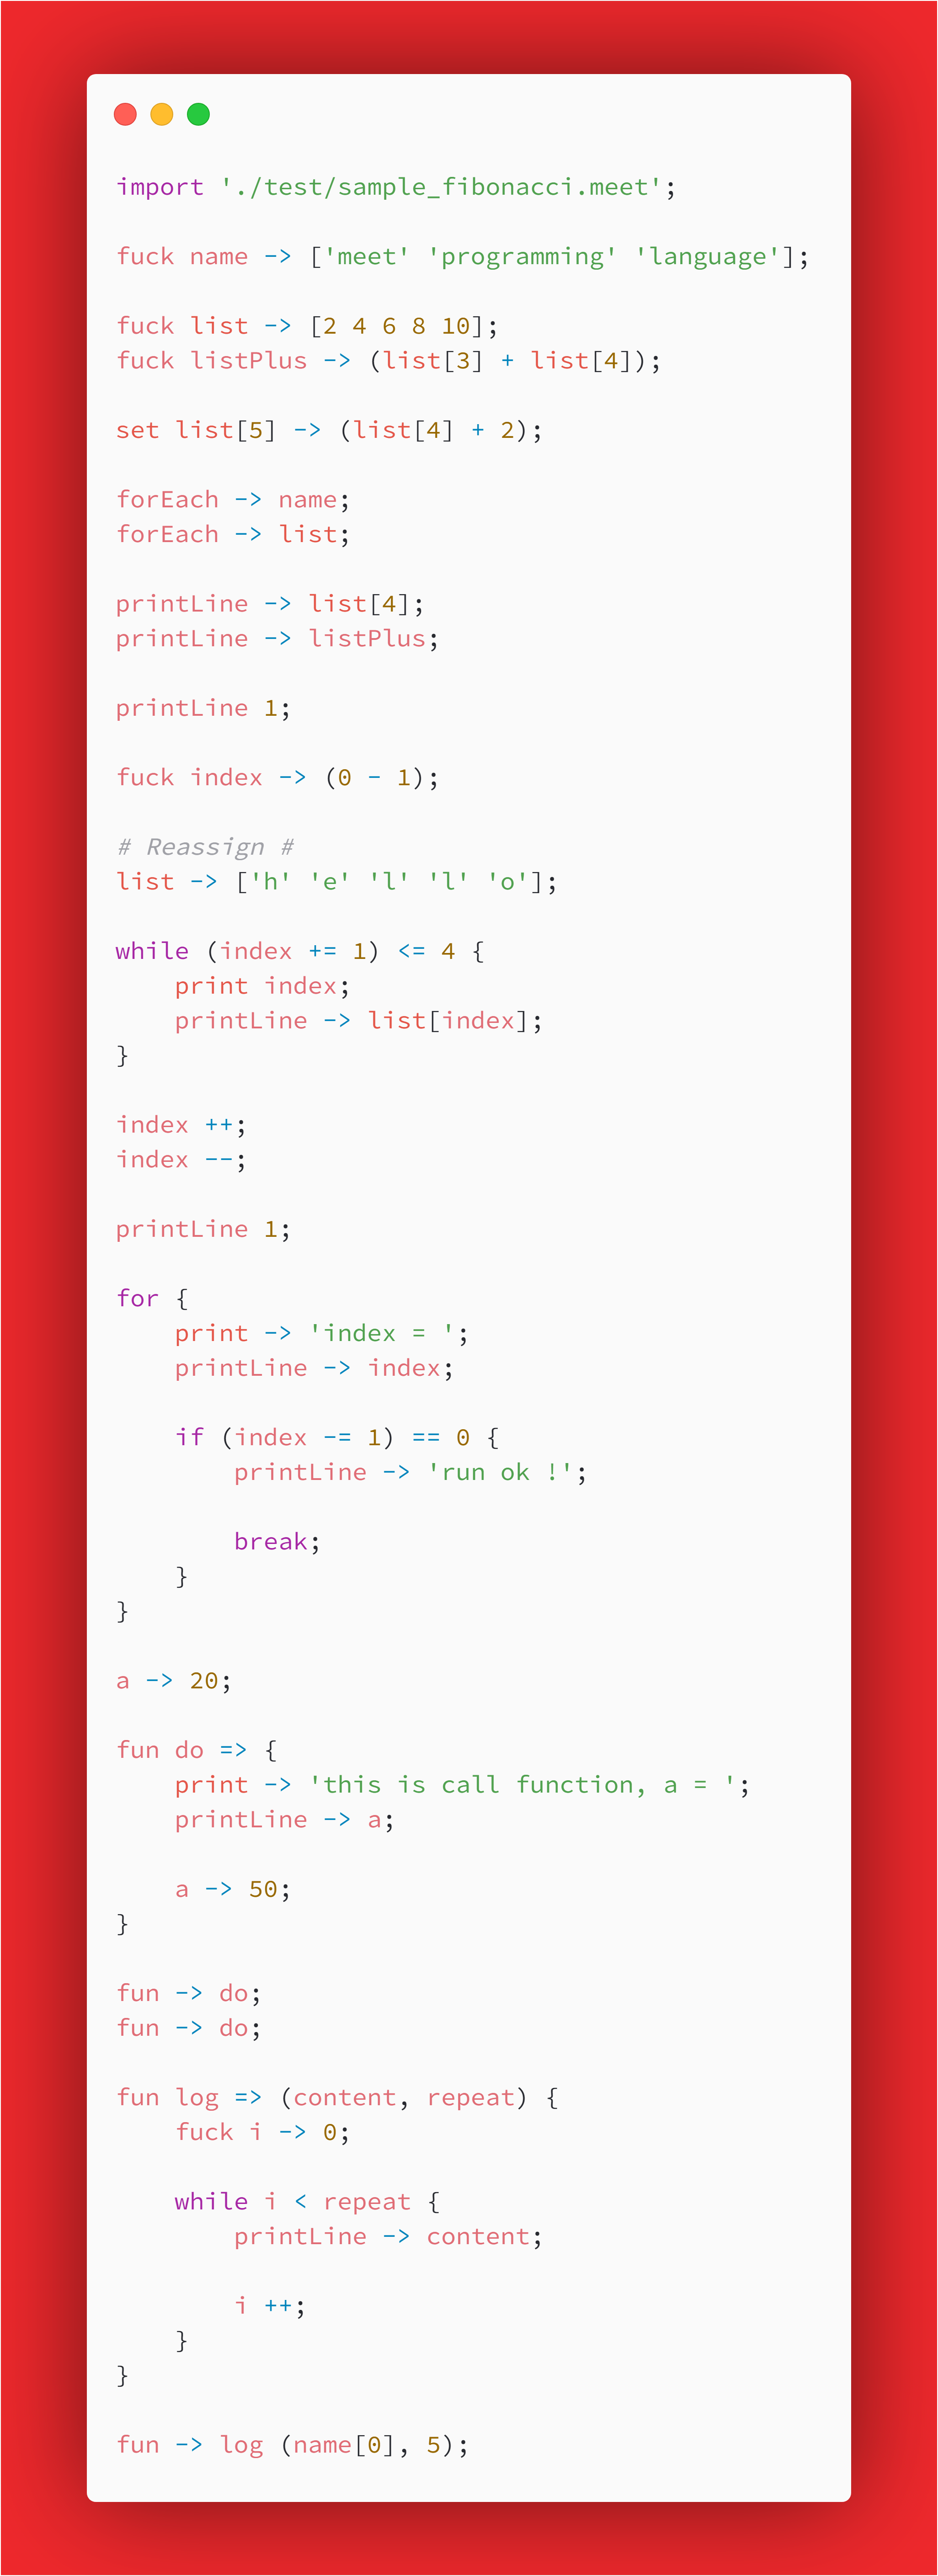 import './test/sample_fibonacci.meet';
fuck name -> ['meet' 'programming' 'language'];
fuck list -> [2 4 6 8 10];
fuck listPlus -> (list[3] + list[4]);
set list[5] -> (list[4] + 2);
forEach -> name;
forEach -> list;
printLine -> list[4];
printLine -> listPlus;
printLine 1;
fuck index -> (0 - 1);
# Reassign #
list -> ['h' 'e' 'l' 'l' 'o'];
while (index += 1) <= 4 {
    print index;
    printLine -> list[index];
}
index ++;
index --;
printLine 1;
for {
    print -> 'index = ';
    printLine -> index;
    if (index -= 1) == 0 {
        printLine -> 'run ok !';
        break;
    }
}
a -> 20;
fun do => {
    print -> 'this is call function, a = ';
    printLine -> a;
    a -> 50;
}
fun -> do;
fun -> do;
fun log => (content, repeat) {
    fuck i -> 0;
    while i < repeat {
        printLine -> content;
        i ++;
    }
}
fun -> log (name[0], 5);